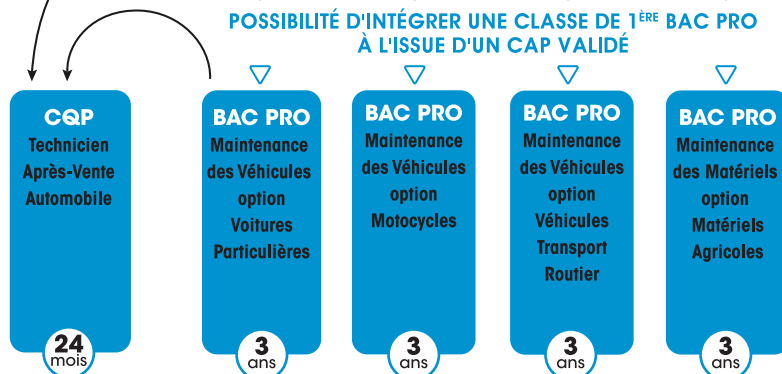 POSSIBILITÉ D'INTÉGRER UNE CLASSE DE 1ÈRE BAC PRO
À L'ISSUE D'UN CAP VALIDÉ
CQP
Technicien
Après-Vente
Automobile
24
mois
BAC PRO
Maintenance
des Véhicules
option
Voitures
Particulières
3
ans
BAC PRO
Maintenance
des Véhicules
option
Motocycles
3
ans
BAC PRO
Maintenance
des Véhicules
option
Véhicules
Transport
Routier
3
ans
BAC PRO
Maintenance
des Matériels
option
Matériels
Agricoles
3
ans